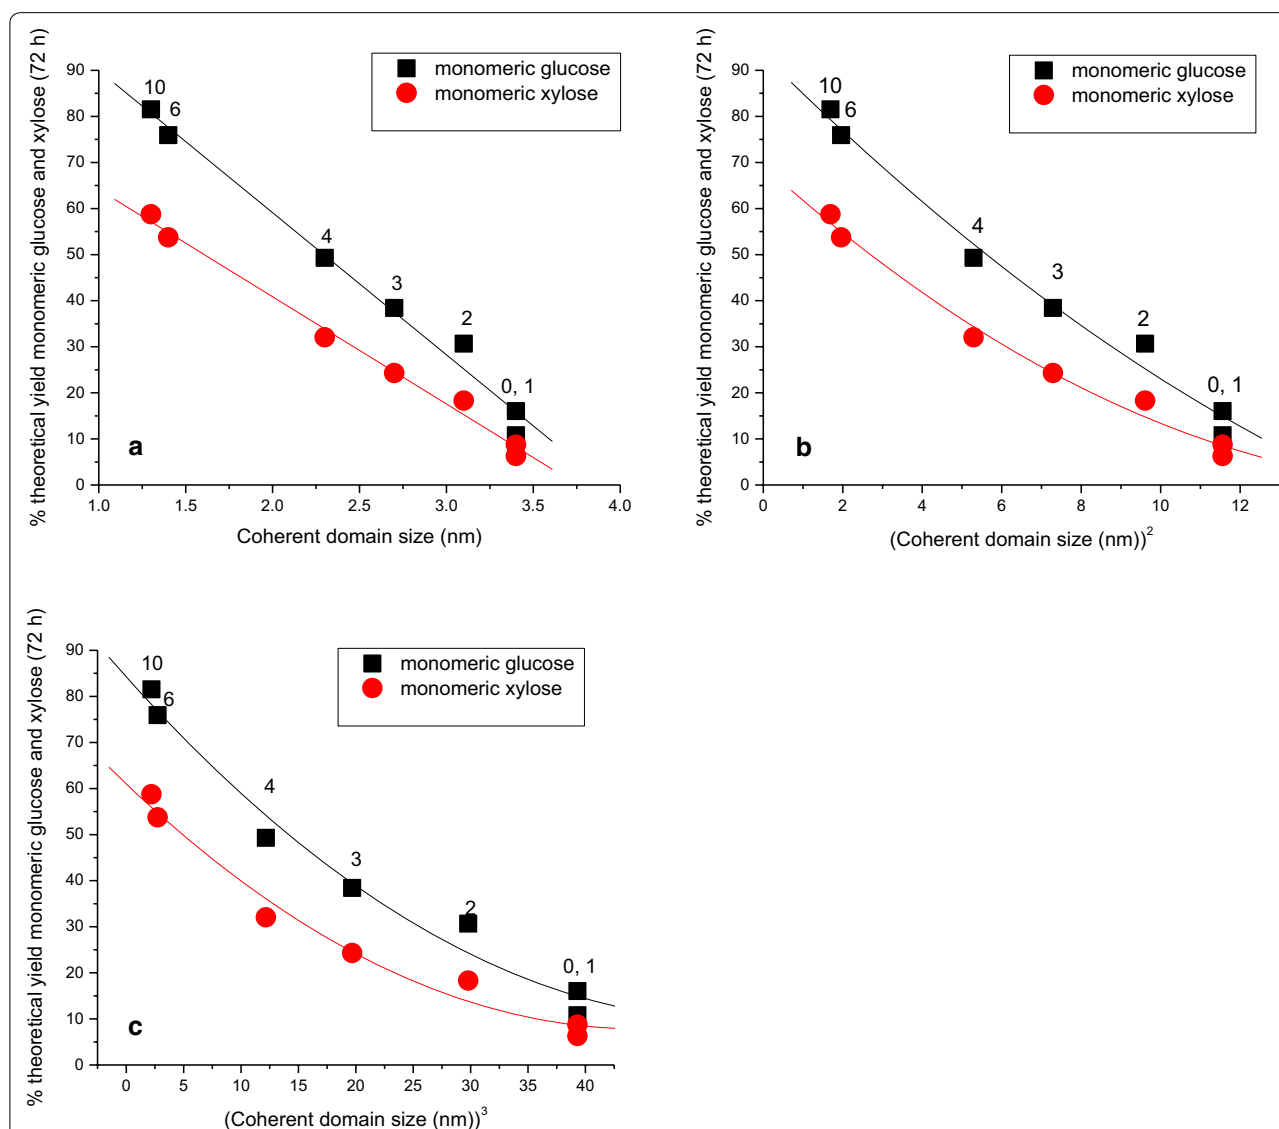 % theoretical yield monomeric glucose and xylose (72 h)
90
80
70
60
50
40
30
20
10
0
monomeric glucose
monomeric xylose
10
6
4
3
2
0, 1
a
1.0 1.5 2.0 2.5 3.0 3.5 4.0
Coherent domain size (nm)
% theoretical yield monomeric glucose and xylose (72 h)
90
80
70
60
50
40
30
20
10
0
monomeric glucose
monomeric xylose
10
6
4
3
2
0, 1
b
0 2 4 6 8 10 12
(Coherent domain size (nm))²
% theoretical yield monomeric glucose and xylose (72 h)
90
80
70
60
50
40
30
20
10
0
monomeric glucose
monomeric xylose
10
6
4
3
2
0, 1
c
0 5 10 15 20 25 30 35 40
(Coherent domain size (nm))³